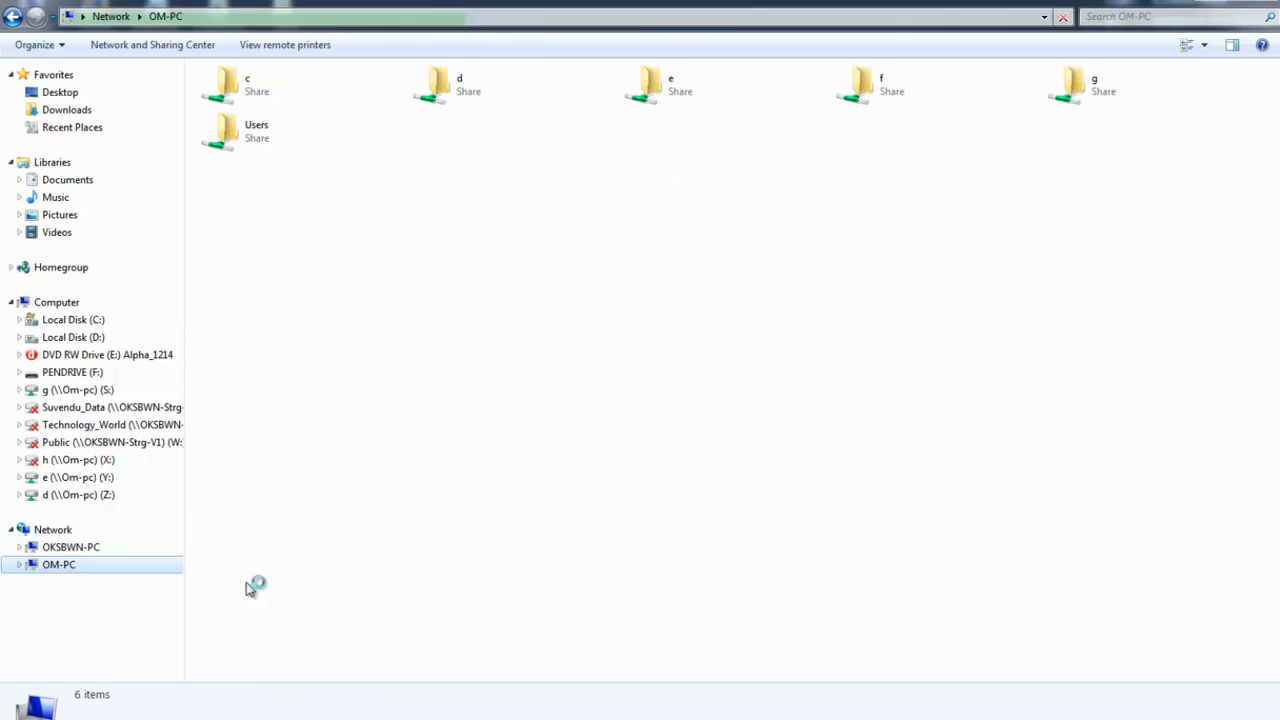 Network OM-PC Search OM-PC
Organize Network and Sharing Center View remote printers
Favorites
Desktop
Downloads
Recent Places
Libraries
Documents
Music
Pictures
Videos
Homegroup
Computer
Local Disk (C:)
Local Disk (D:)
DVD RW Drive (E:) Alpha_1214
PENDRIVE (F:)
g (\\Om-pc) (S:)
Suvendu_Data (\\OKSBWN-Strg-
Technology_World (\\OKSBWN-
Public (\\OKSBWN-Strg-V1) (W:
h (\\Om-pc) (X:)
e (\\Om-pc) (Y:)
d (\\Om-pc) (Z:)
Network
OKSBWN-PC
OM-PC
c
Share
d
Share
e
Share
f
Share
g
Share
Users
Share
6 items